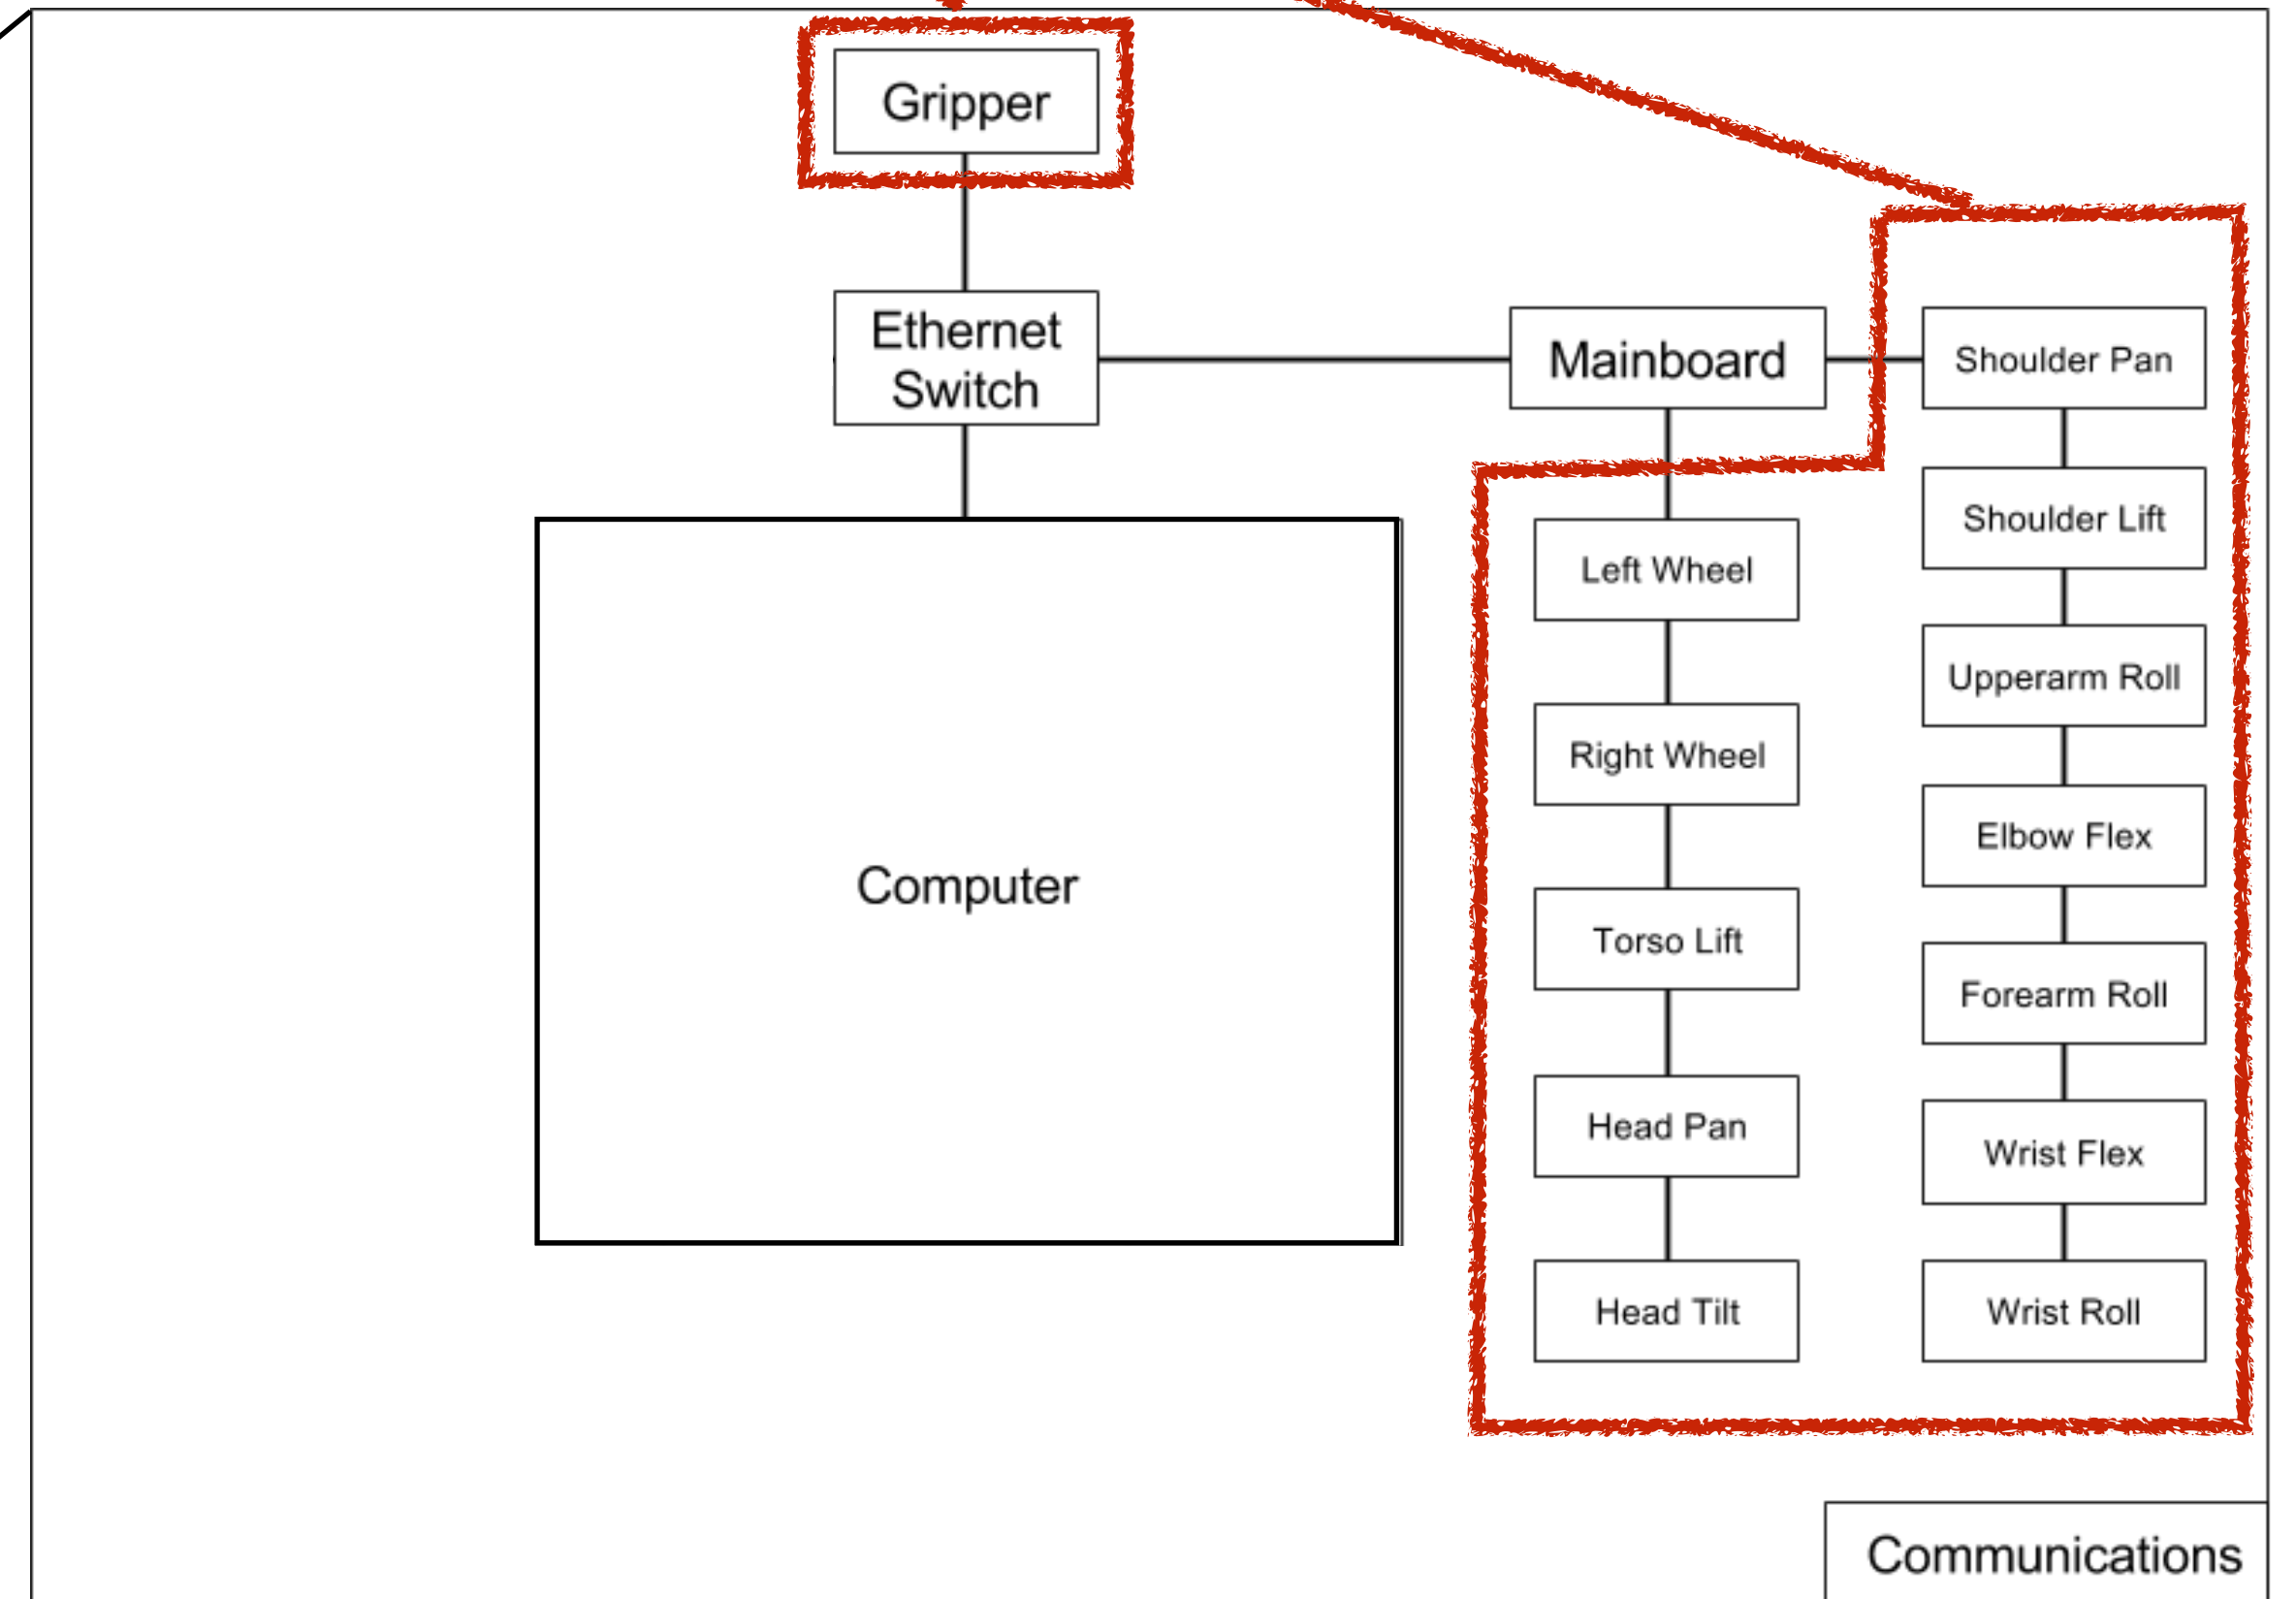 Gripper
Ethernet
Switch
Mainboard
Shoulder Pan
Shoulder Lift
Left Wheel
Upperarm Roll
Right Wheel
Elbow Flex
Computer
Torso Lift
Forearm Roll
Head Pan
Wrist Flex
Head Tilt
Wrist Roll
Communications